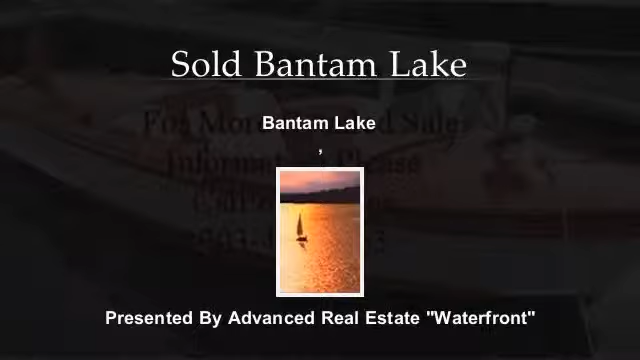 Sold Bantam Lake
Bantam Lake
,
Presented By Advanced Real Estate "Waterfront"